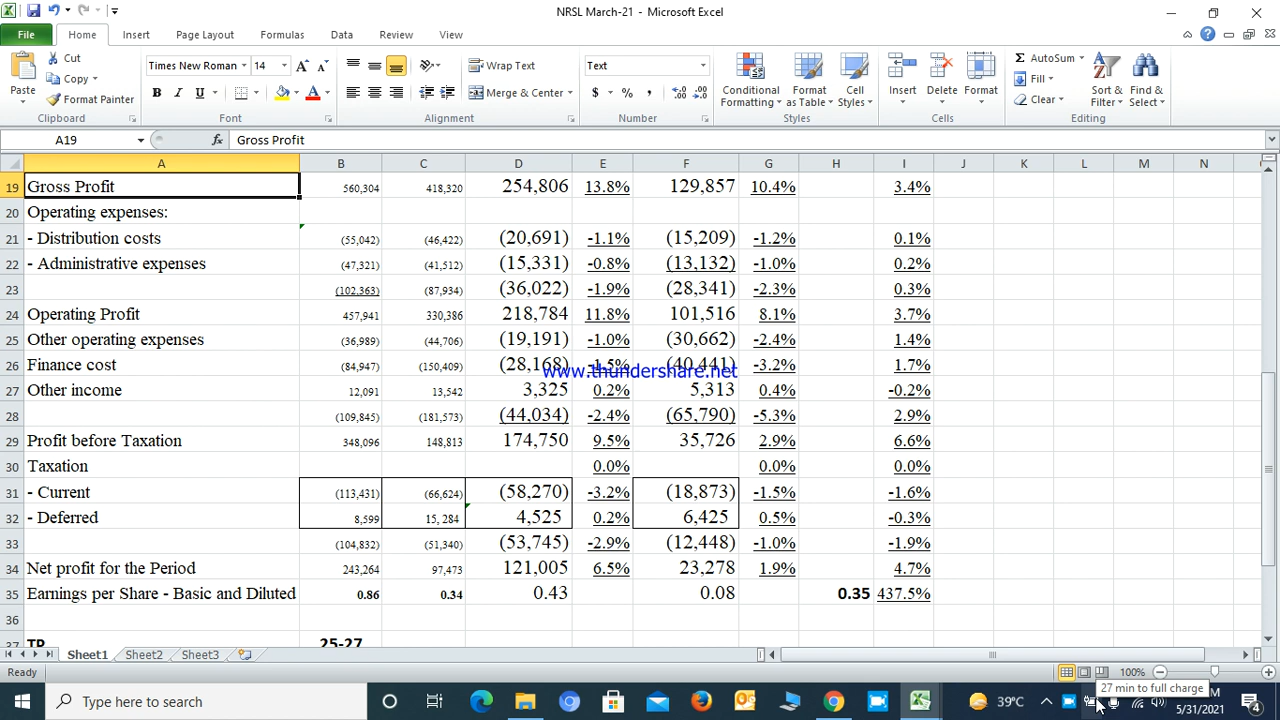 NRSL March-21 - Microsoft Excel
File Home Insert Page Layout Formulas Data Review View
Paste Cut Copy Format Painter Clipboard
Times New Roman 14 B I U A Font
Wrap Text Merge & Center Alignment
Text $ % , Number
Conditional Formatting Format as Table Cell Styles Styles
Insert Delete Format Cells
AutoSum Fill Clear Sort & Filter Find & Select Editing
A19 fx Gross Profit
A B C D E F G H I J K L M N
19 Gross Profit 560,304 418,320 254,806 13.8% 129,857 10.4% 3.4%
20 Operating expenses:
21 - Distribution costs (55,042) (46,422) (20,691) -1.1% (15,209) -1.2% 0.1%
22 - Administrative expenses (47,321) (41,512) (15,331) -0.8% (13,132) -1.0% 0.2%
23 (102,363) (87,934) (36,022) -1.9% (28,341) -2.3% 0.3%
24 Operating Profit 457,941 330,386 218,784 11.8% 101,516 8.1% 3.7%
25 Other operating expenses (36,989) (44,706) (19,191) -1.0% (30,662) -2.4% 1.4%
26 Finance cost (84,947) (150,409) (28,168) -1.5% (40,441) -3.2% 1.7%
www.thundershare.net
27 Other income 12,091 13,542 3,325 0.2% 5,313 0.4% -0.2%
28 (109,845) (181,573) (44,034) -2.4% (65,790) -5.3% 2.9%
29 Profit before Taxation 348,096 148,813 174,750 9.5% 35,726 2.9% 6.6%
30 Taxation 0.0% 0.0% 0.0%
31 - Current (113,431) (66,624) (58,270) -3.2% (18,873) -1.5% -1.6%
32 - Deferred 8,599 15, 284 4,525 0.2% 6,425 0.5% -0.3%
33 (104,832) (51,340) (53,745) -2.9% (12,448) -1.0% -1.9%
34 Net profit for the Period 243,264 97,473 121,005 6.5% 23,278 1.9% 4.7%
35 Earnings per Share - Basic and Diluted 0.86 0.34 0.43 0.08 0.35 437.5%
36
37 TP 25-27
Sheet1 Sheet2 Sheet3
Ready 100%
27 min to full charge
Type here to search 39°C 5/31/2021 4